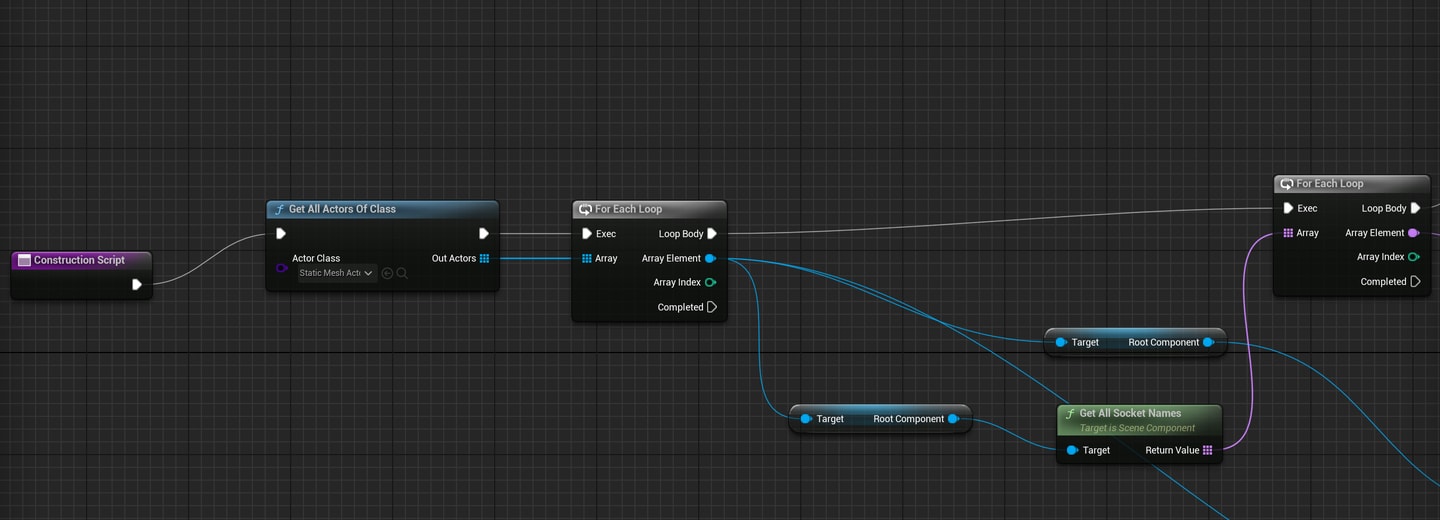 Construction Script
Get All Actors Of Class
Actor Class
Static Mesh Act
Out Actors
For Each Loop
Exec
Loop Body
Array
Array Element
Array Index
Completed
Target
Root Component
Target
Root Component
Get All Socket Names
Target is Scene Component
Target
Return Value
For Each Loop
Exec
Loop Body
Array
Array Element
Array Index
Completed